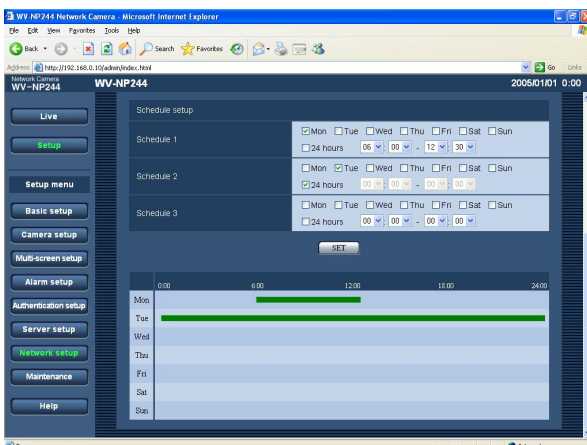 WV-NP244 Network Camera - Microsoft Internet Explorer
File Edit View Favorites Tools Help
Back Search Favorites
Address http://192.168.0.10/admin/index.html Go Links
Network Camera
WV-NP244 WV-NP244 2005/01/01 0:00
Live
Setup
Setup menu
Basic setup
Camera setup
Multi-screen setup
Alarm setup
Authentication setup
Server setup
Network setup
Maintenance
Help
Schedule setup
Schedule 1 Mon Tue Wed Thu Fri Sat Sun
24 hours 06 : 00 - 12 : 30
Schedule 2 Mon Tue Wed Thu Fri Sat Sun
24 hours 00 : 00 - 00 : 00
Schedule 3 Mon Tue Wed Thu Fri Sat Sun
24 hours 00 : 00 - 00 : 00
SET
0:00 6:00 12:00 18:00 24:00
Mon
Tue
Wed
Thu
Fri
Sat
Sun